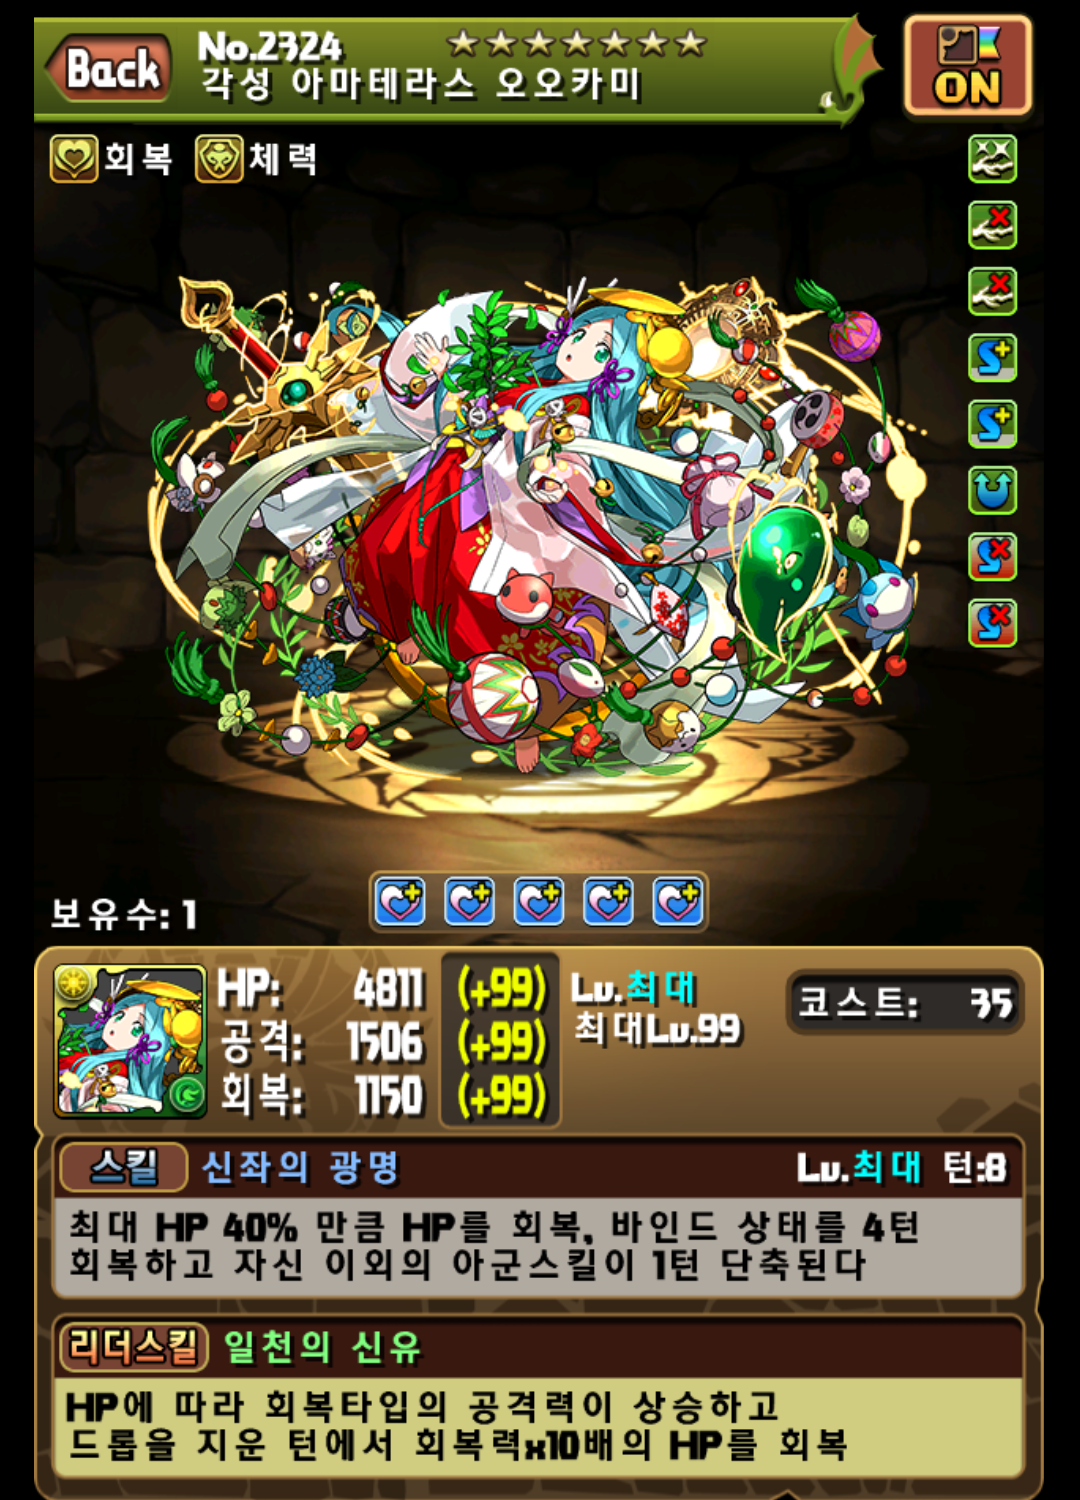 Back
No.2324
각성 아마테라스 오오카미
ON
회복 체력
보유수: 1
HP: 4811 (+99)
공격: 1506 (+99)
회복: 1150 (+99)
Lv.최대
최대Lv.99
코스트: 35
스킬 신좌의 광명 Lv.최대 턴:8
최대 HP 40% 만큼 HP를 회복, 바인드 상태를 4턴
회복하고 자신 이외의 아군스킬이 1턴 단축된다
리더스킬 일천의 신유
HP에 따라 회복타입의 공격력이 상승하고
드롭을 지운 턴에서 회복력x10배의 HP를 회복